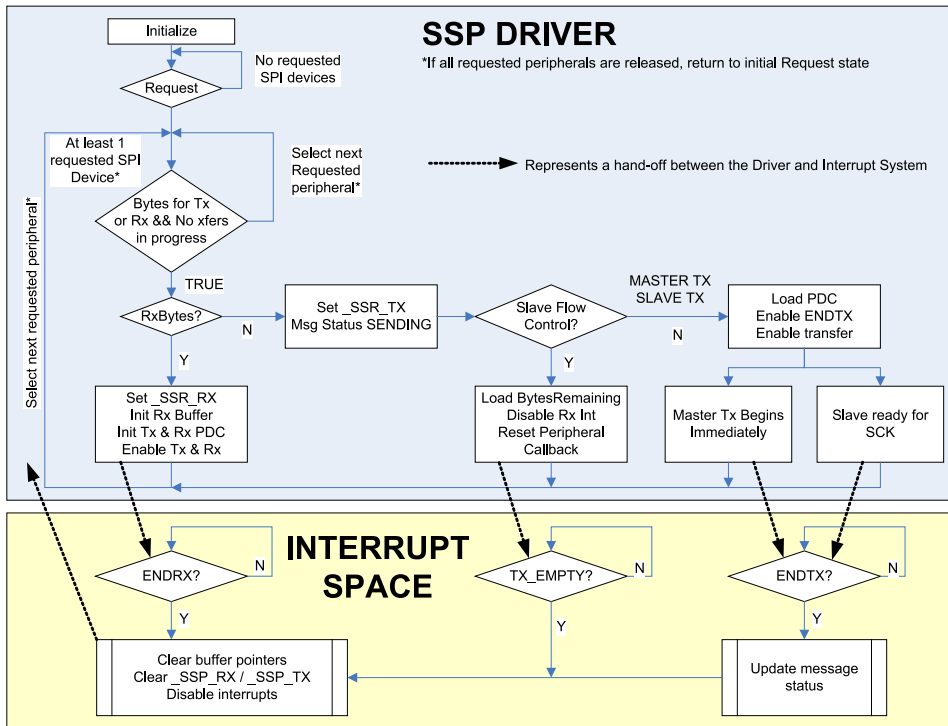 Initialize
SSP DRIVER
*If all requested peripherals are released, return to initial Request state
No requested
SPI devices
Request
At least 1
requested SPI
Device*
Select next
Requested
peripheral*
Represents a hand-off between the Driver and Interrupt System
Select next requested peripheral*
Bytes for Tx
or Rx && No xfers
in progress
TRUE
RxBytes?
N
Set _SSR_TX
Msg Status SENDING
Slave Flow
Control?
MASTER TX
SLAVE TX
N
Load PDC
Enable ENDTX
Enable transfer
Y
Y
Set _SSR_RX
Init Rx Buffer
Init Tx & Rx PDC
Enable Tx & Rx
Load BytesRemaining
Disable Rx Int
Reset Peripheral
Callback
Master Tx Begins
Immediately
Slave ready for
SCK
INTERRUPT
SPACE
ENDRX?
N
TX_EMPTY?
N
ENDTX?
N
Y
Y
Y
Clear buffer pointers
Clear _SSP_RX / _SSP_TX
Disable interrupts
Update message
status